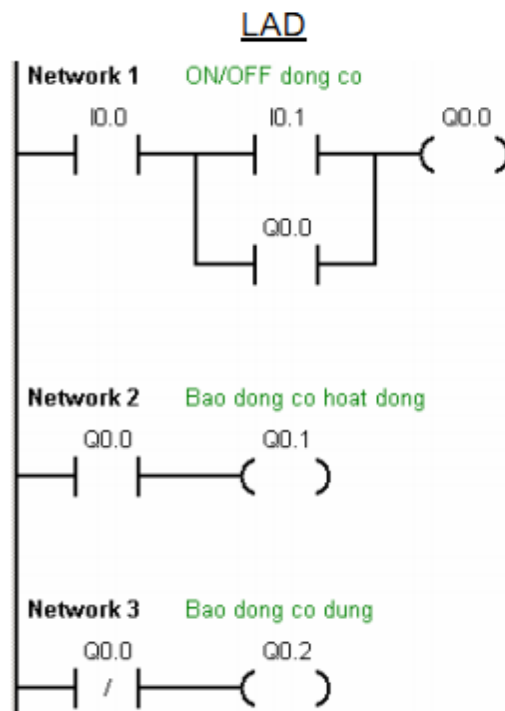 LAD
Network 1 ON/OFF dong co
I0.0 I0.1 Q0.0
Q0.0
Network 2 Bao dong co hoat dong
Q0.0 Q0.1
Network 3 Bao dong co dung
Q0.0 Q0.2
/